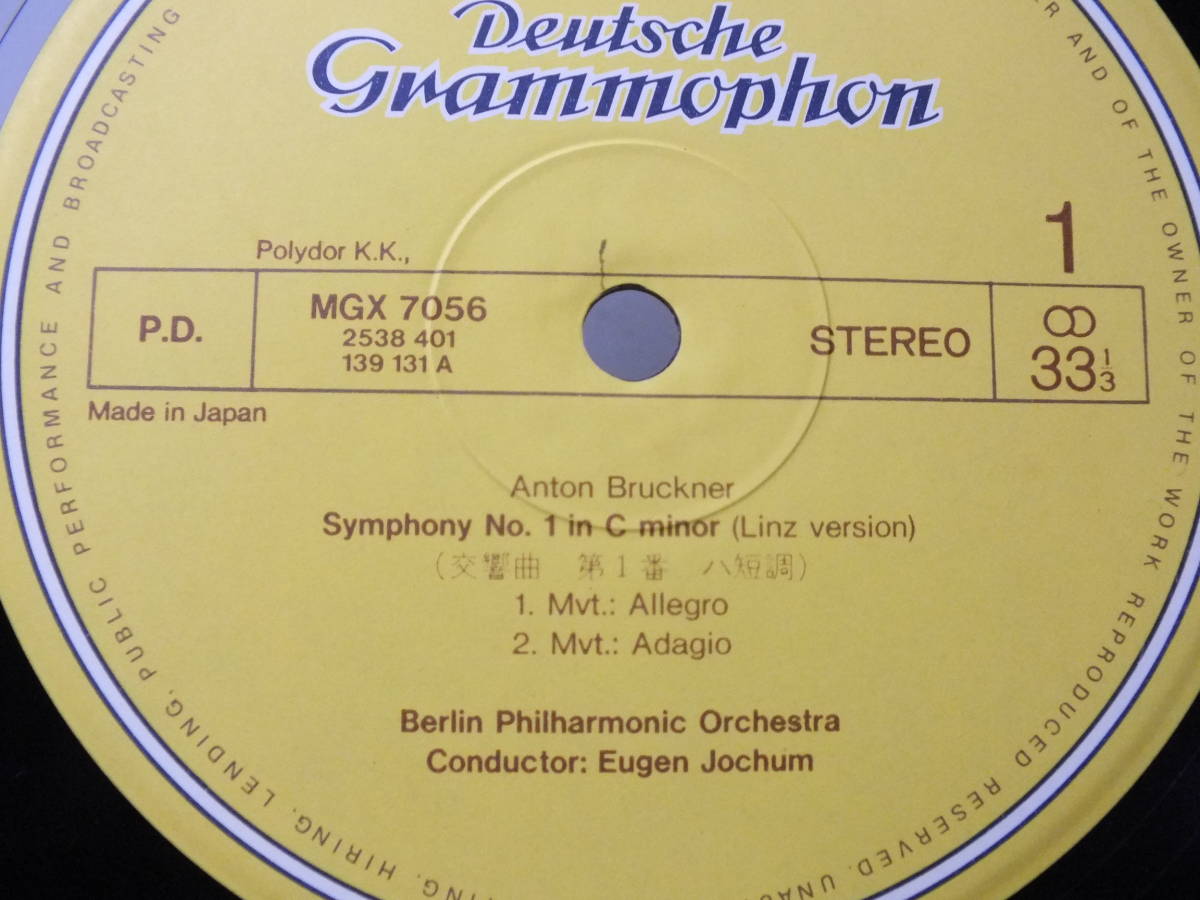 Deutsche
Grammophon
1
Polydor K.K.,
P.D.
MGX 7056
2538 401
139 131 A
STEREO
33 1/3
Made in Japan
Anton Bruckner
Symphony No. 1 in C minor (Linz version)
(交響曲 第1番 ハ短調)
1. Mvt.: Allegro
2. Mvt.: Adagio
Berlin Philharmonic Orchestra
Conductor: Eugen Jochum
AND OF THE OWNER OF THE WORK REPRODUCED RESERVED.
HIRING, LENDING, PUBLIC PERFORMANCE AND BROADCASTING